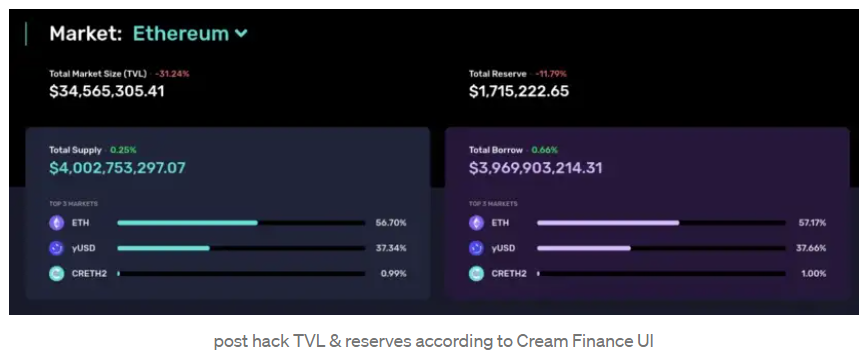 Market: Ethereum
Total Market Size (TVL) · -31.24%
$34,565,305.41
Total Reserve · -11.79%
$1,715,222.65
Total Supply · 0.25%
$4,002,753,297.07
TOP 3 MARKETS
ETH 56.70%
yUSD 37.34%
CRETH2 0.99%
Total Borrow · 0.66%
$3,969,903,214.31
TOP 3 MARKETS
ETH 57.17%
yUSD 37.66%
CRETH2 1.00%
post hack TVL & reserves according to Cream Finance UI